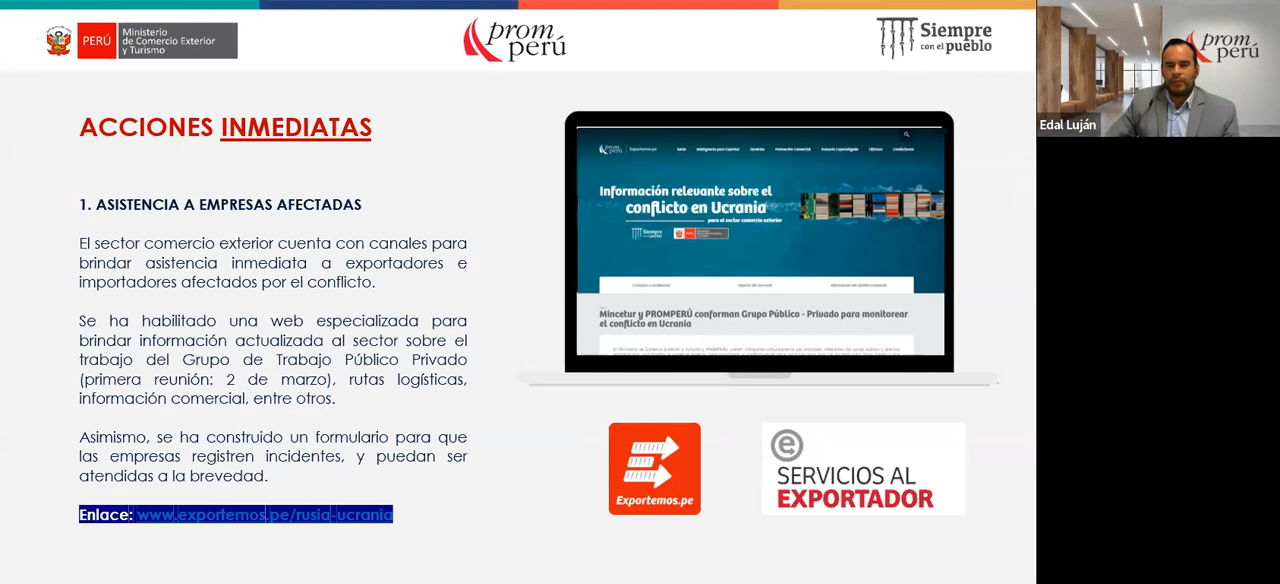 PERÚ
Ministerio
de Comercio Exterior
y Turismo
prom
perú
Siempre
con el pueblo
prom
perú
Edal Luján
ACCIONES INMEDIATAS
1. ASISTENCIA A EMPRESAS AFECTADAS
El sector comercio exterior cuenta con canales para
brindar asistencia inmediata a exportadores e
importadores afectados por el conflicto.
Se ha habilitado una web especializada para
brindar información actualizada al sector sobre el
trabajo del Grupo de Trabajo Público Privado
(primera reunión: 2 de marzo), rutas logísticas,
información comercial, entre otros.
Asimismo, se ha construido un formulario para que
las empresas registren incidentes, y puedan ser
atendidas a la brevedad.
Enlace: www.exportemos.pe/rusia-ucrania
prom perú Exportemos.pe
Información relevante sobre el
conflicto en Ucrania
para el sector comercio exterior
Siempre
Mincetur y PROMPERÚ conforman Grupo Público - Privado para monitorear
el conflicto en Ucrania
Exportemos.pe
SERVICIOS AL
EXPORTADOR